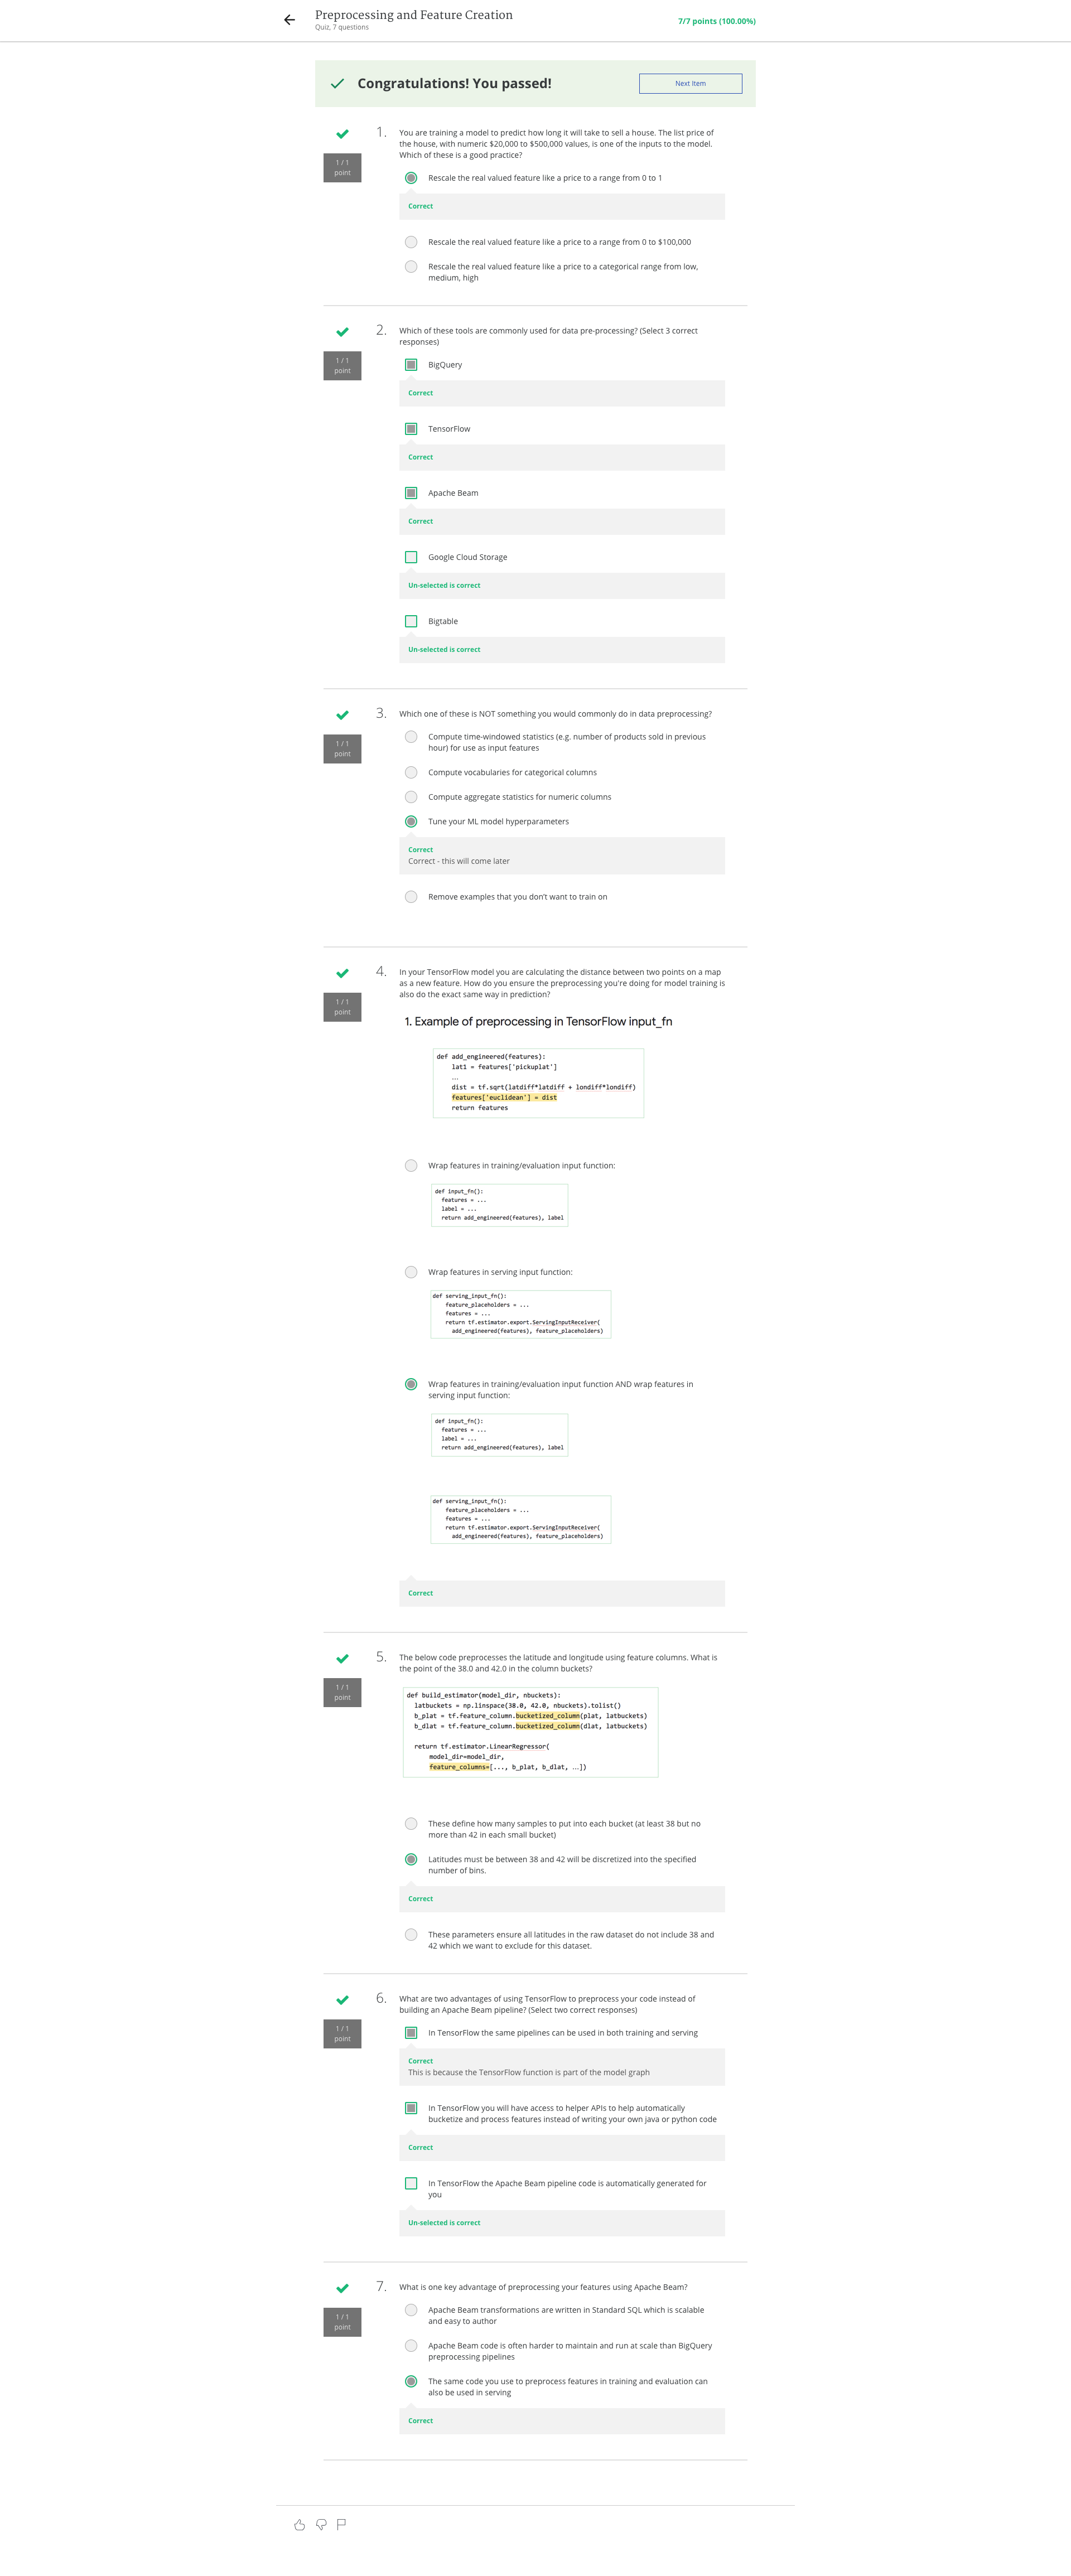 Preprocessing and Feature Creation
Quiz, 7 questions
7/7 points (100.00%)
Congratulations! You passed!
Next Item
1.
1 / 1
point
You are training a model to predict how long it will take to sell a house. The list price of
the house, with numeric $20,000 to $500,000 values, is one of the inputs to the model.
Which of these is a good practice?
Rescale the real valued feature like a price to a range from 0 to 1
Correct
Rescale the real valued feature like a price to a range from 0 to $100,000
Rescale the real valued feature like a price to a categorical range from low,
medium, high
2.
1 / 1
point
Which of these tools are commonly used for data pre-processing? (Select 3 correct
responses)
BigQuery
Correct
TensorFlow
Correct
Apache Beam
Correct
Google Cloud Storage
Un-selected is correct
Bigtable
Un-selected is correct
3.
1 / 1
point
Which one of these is NOT something you would commonly do in data preprocessing?
Compute time-windowed statistics (e.g. number of products sold in previous
hour) for use as input features
Compute vocabularies for categorical columns
Compute aggregate statistics for numeric columns
Tune your ML model hyperparameters
Correct
Correct - this will come later
Remove examples that you don't want to train on
4.
1 / 1
point
In your TensorFlow model you are calculating the distance between two points on a map
as a new feature. How do you ensure the preprocessing you're doing for model training is
also do the exact same way in prediction?
1. Example of preprocessing in TensorFlow input_fn
def add_engineered(features):
lat1 = features['pickuplat']
...
dist = tf.sqrt(latdiff*latdiff + londiff*londiff)
features['euclidean'] = dist
return features
Wrap features in training/evaluation input function:
def input_fn():
features = ...
label = ...
return add_engineered(features), label
Wrap features in serving input function:
def serving_input_fn():
feature_placeholders = ...
features = ...
return tf.estimator.export.ServingInputReceiver(
add_engineered(features), feature_placeholders)
Wrap features in training/evaluation input function AND wrap features in
serving input function:
def input_fn():
features = ...
label = ...
return add_engineered(features), label
def serving_input_fn():
feature_placeholders = ...
features = ...
return tf.estimator.export.ServingInputReceiver(
add_engineered(features), feature_placeholders)
Correct
5.
1 / 1
point
The below code preprocesses the latitude and longitude using feature columns. What is
the point of the 38.0 and 42.0 in the column buckets?
def build_estimator(model_dir, nbuckets):
latbuckets = np.linspace(38.0, 42.0, nbuckets).tolist()
b_plat = tf.feature_column.bucketized_column(plat, latbuckets)
b_dlat = tf.feature_column.bucketized_column(dlat, latbuckets)
return tf.estimator.LinearRegressor(
model_dir=model_dir,
feature_columns=[..., b_plat, b_dlat, ...])
These define how many samples to put into each bucket (at least 38 but no
more than 42 in each small bucket)
Latitudes must be between 38 and 42 will be discretized into the specified
number of bins.
Correct
These parameters ensure all latitudes in the raw dataset do not include 38 and
42 which we want to exclude for this dataset.
6.
1 / 1
point
What are two advantages of using TensorFlow to preprocess your code instead of
building an Apache Beam pipeline? (Select two correct responses)
In TensorFlow the same pipelines can be used in both training and serving
Correct
This is because the TensorFlow function is part of the model graph
In TensorFlow you will have access to helper APIs to help automatically
bucketize and process features instead of writing your own java or python code
Correct
In TensorFlow the Apache Beam pipeline code is automatically generated for
you
Un-selected is correct
7.
1 / 1
point
What is one key advantage of preprocessing your features using Apache Beam?
Apache Beam transformations are written in Standard SQL which is scalable
and easy to author
Apache Beam code is often harder to maintain and run at scale than BigQuery
preprocessing pipelines
The same code you use to preprocess features in training and evaluation can
also be used in serving
Correct